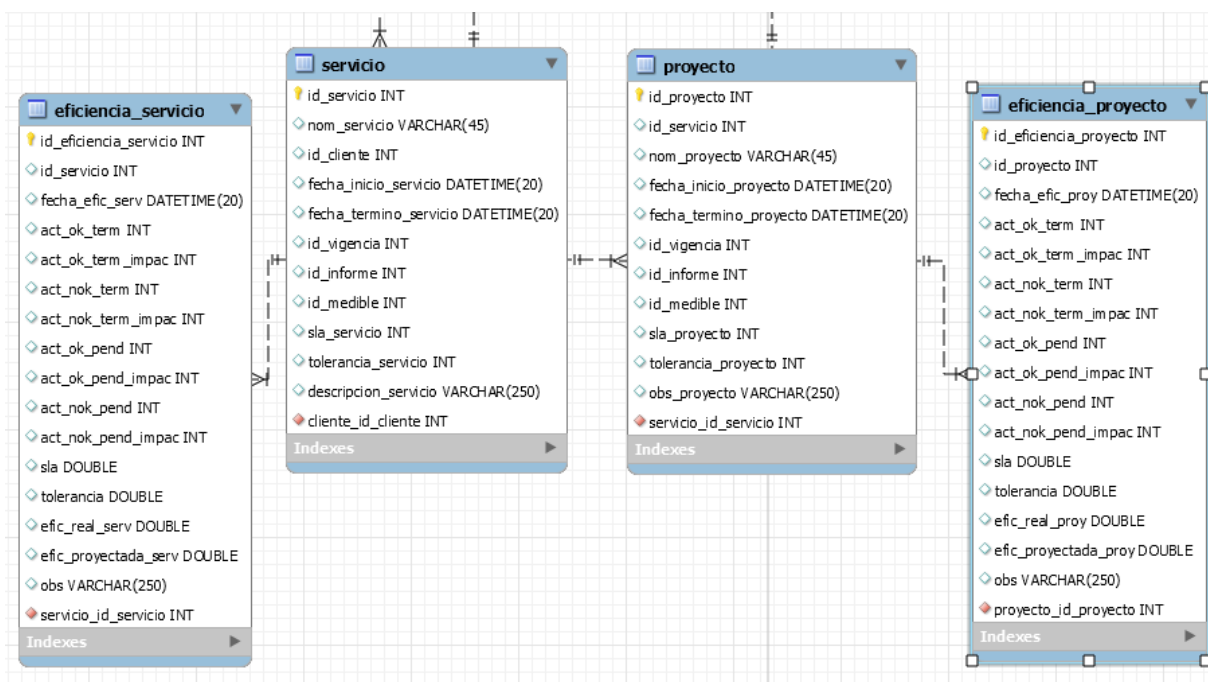 eficiencia_servicio
id_eficiencia_servicio INT
id_servicio INT
fecha_efic_serv DATETIME(20)
act_ok_term INT
act_ok_term_impac INT
act_nok_term INT
act_nok_term_impac INT
act_ok_pend INT
act_ok_pend_impac INT
act_nok_pend INT
act_nok_pend_impac INT
sla DOUBLE
tolerancia DOUBLE
efic_real_serv DOUBLE
efic_proyectada_serv DOUBLE
obs VARCHAR(250)
servicio_id_servicio INT
Indexes
servicio
id_servicio INT
nom_servicio VARCHAR(45)
id_cliente INT
fecha_inicio_servicio DATETIME(20)
fecha_termino_servicio DATETIME(20)
id_vigencia INT
id_informe INT
id_medible INT
sla_servicio INT
tolerancia_servicio INT
descripcion_servicio VARCHAR(250)
cliente_id_cliente INT
Indexes
proyecto
id_proyecto INT
id_servicio INT
nom_proyecto VARCHAR(45)
fecha_inicio_proyecto DATETIME(20)
fecha_termino_proyecto DATETIME(20)
id_vigencia INT
id_informe INT
id_medible INT
sla_proyecto INT
tolerancia_proyecto INT
obs_proyecto VARCHAR(250)
servicio_id_servicio INT
Indexes
eficiencia_proyecto
id_eficiencia_proyecto INT
id_proyecto INT
fecha_efic_proy DATETIME(20)
act_ok_term INT
act_ok_term_impac INT
act_nok_term INT
act_nok_term_impac INT
act_ok_pend INT
act_ok_pend_impac INT
act_nok_pend INT
act_nok_pend_impac INT
sla DOUBLE
tolerancia DOUBLE
efic_real_proy DOUBLE
efic_proyectada_proy DOUBLE
obs VARCHAR(250)
proyecto_id_proyecto INT
Indexes